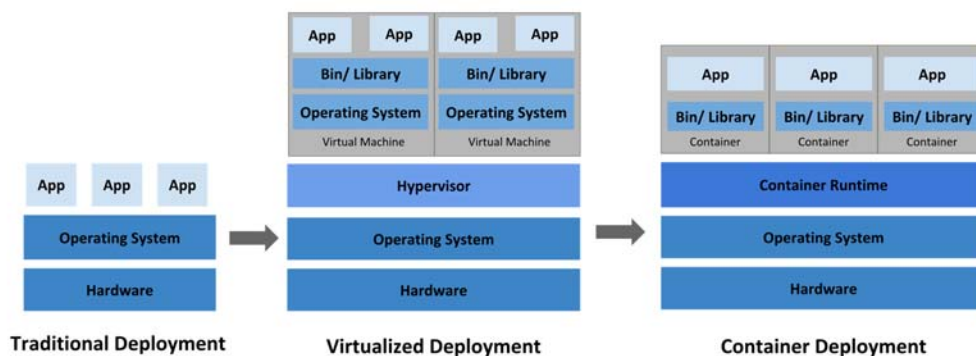 App App App
Operating System
Hardware
Traditional Deployment
App App App App
Bin/ Library Bin/ Library
Operating System Operating System
Virtual Machine Virtual Machine
Hypervisor
Operating System
Hardware
Virtualized Deployment
App App App
Bin/ Library Bin/ Library Bin/ Library
Container Container Container
Container Runtime
Operating System
Hardware
Container Deployment